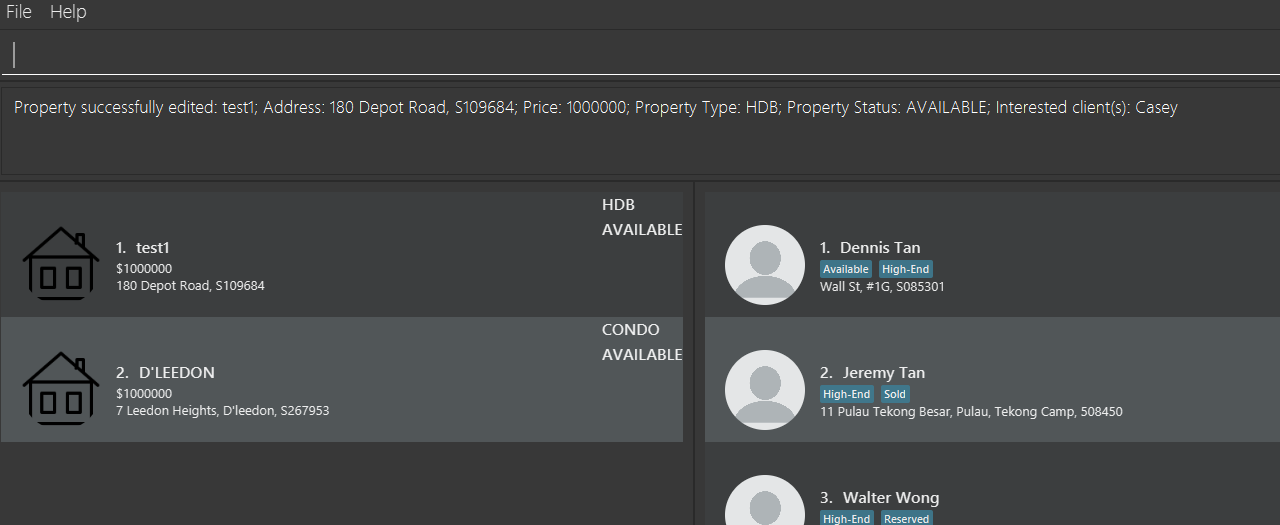 File Help
Property successfully edited: test1; Address: 180 Depot Road, S109684; Price: 1000000; Property Type: HDB; Property Status: AVAILABLE; Interested client(s): Casey
HDB
AVAILABLE
1. test1
$1000000
180 Depot Road, S109684
CONDO
AVAILABLE
2. D'LEEDON
$1000000
7 Leedon Heights, D'leedon, S267953
1. Dennis Tan
Available High-End
Wall St, #1G, S085301
2. Jeremy Tan
High-End Sold
11 Pulau Tekong Besar, Pulau, Tekong Camp, 508450
3. Walter Wong
High-End Reserved